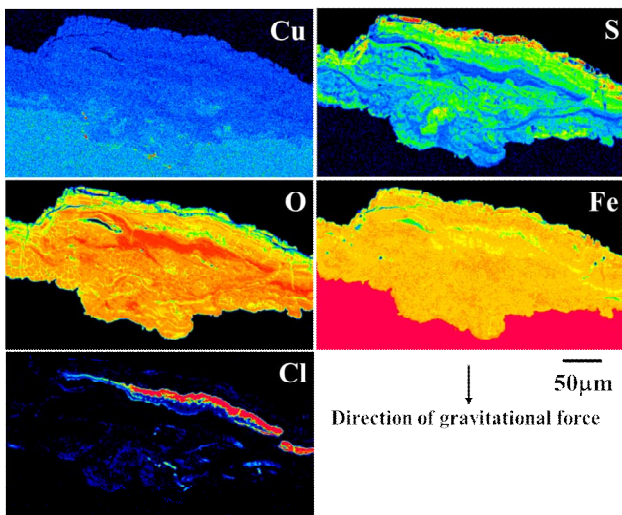 Cu
S
O
Fe
Cl
50μm
Direction of gravitational force